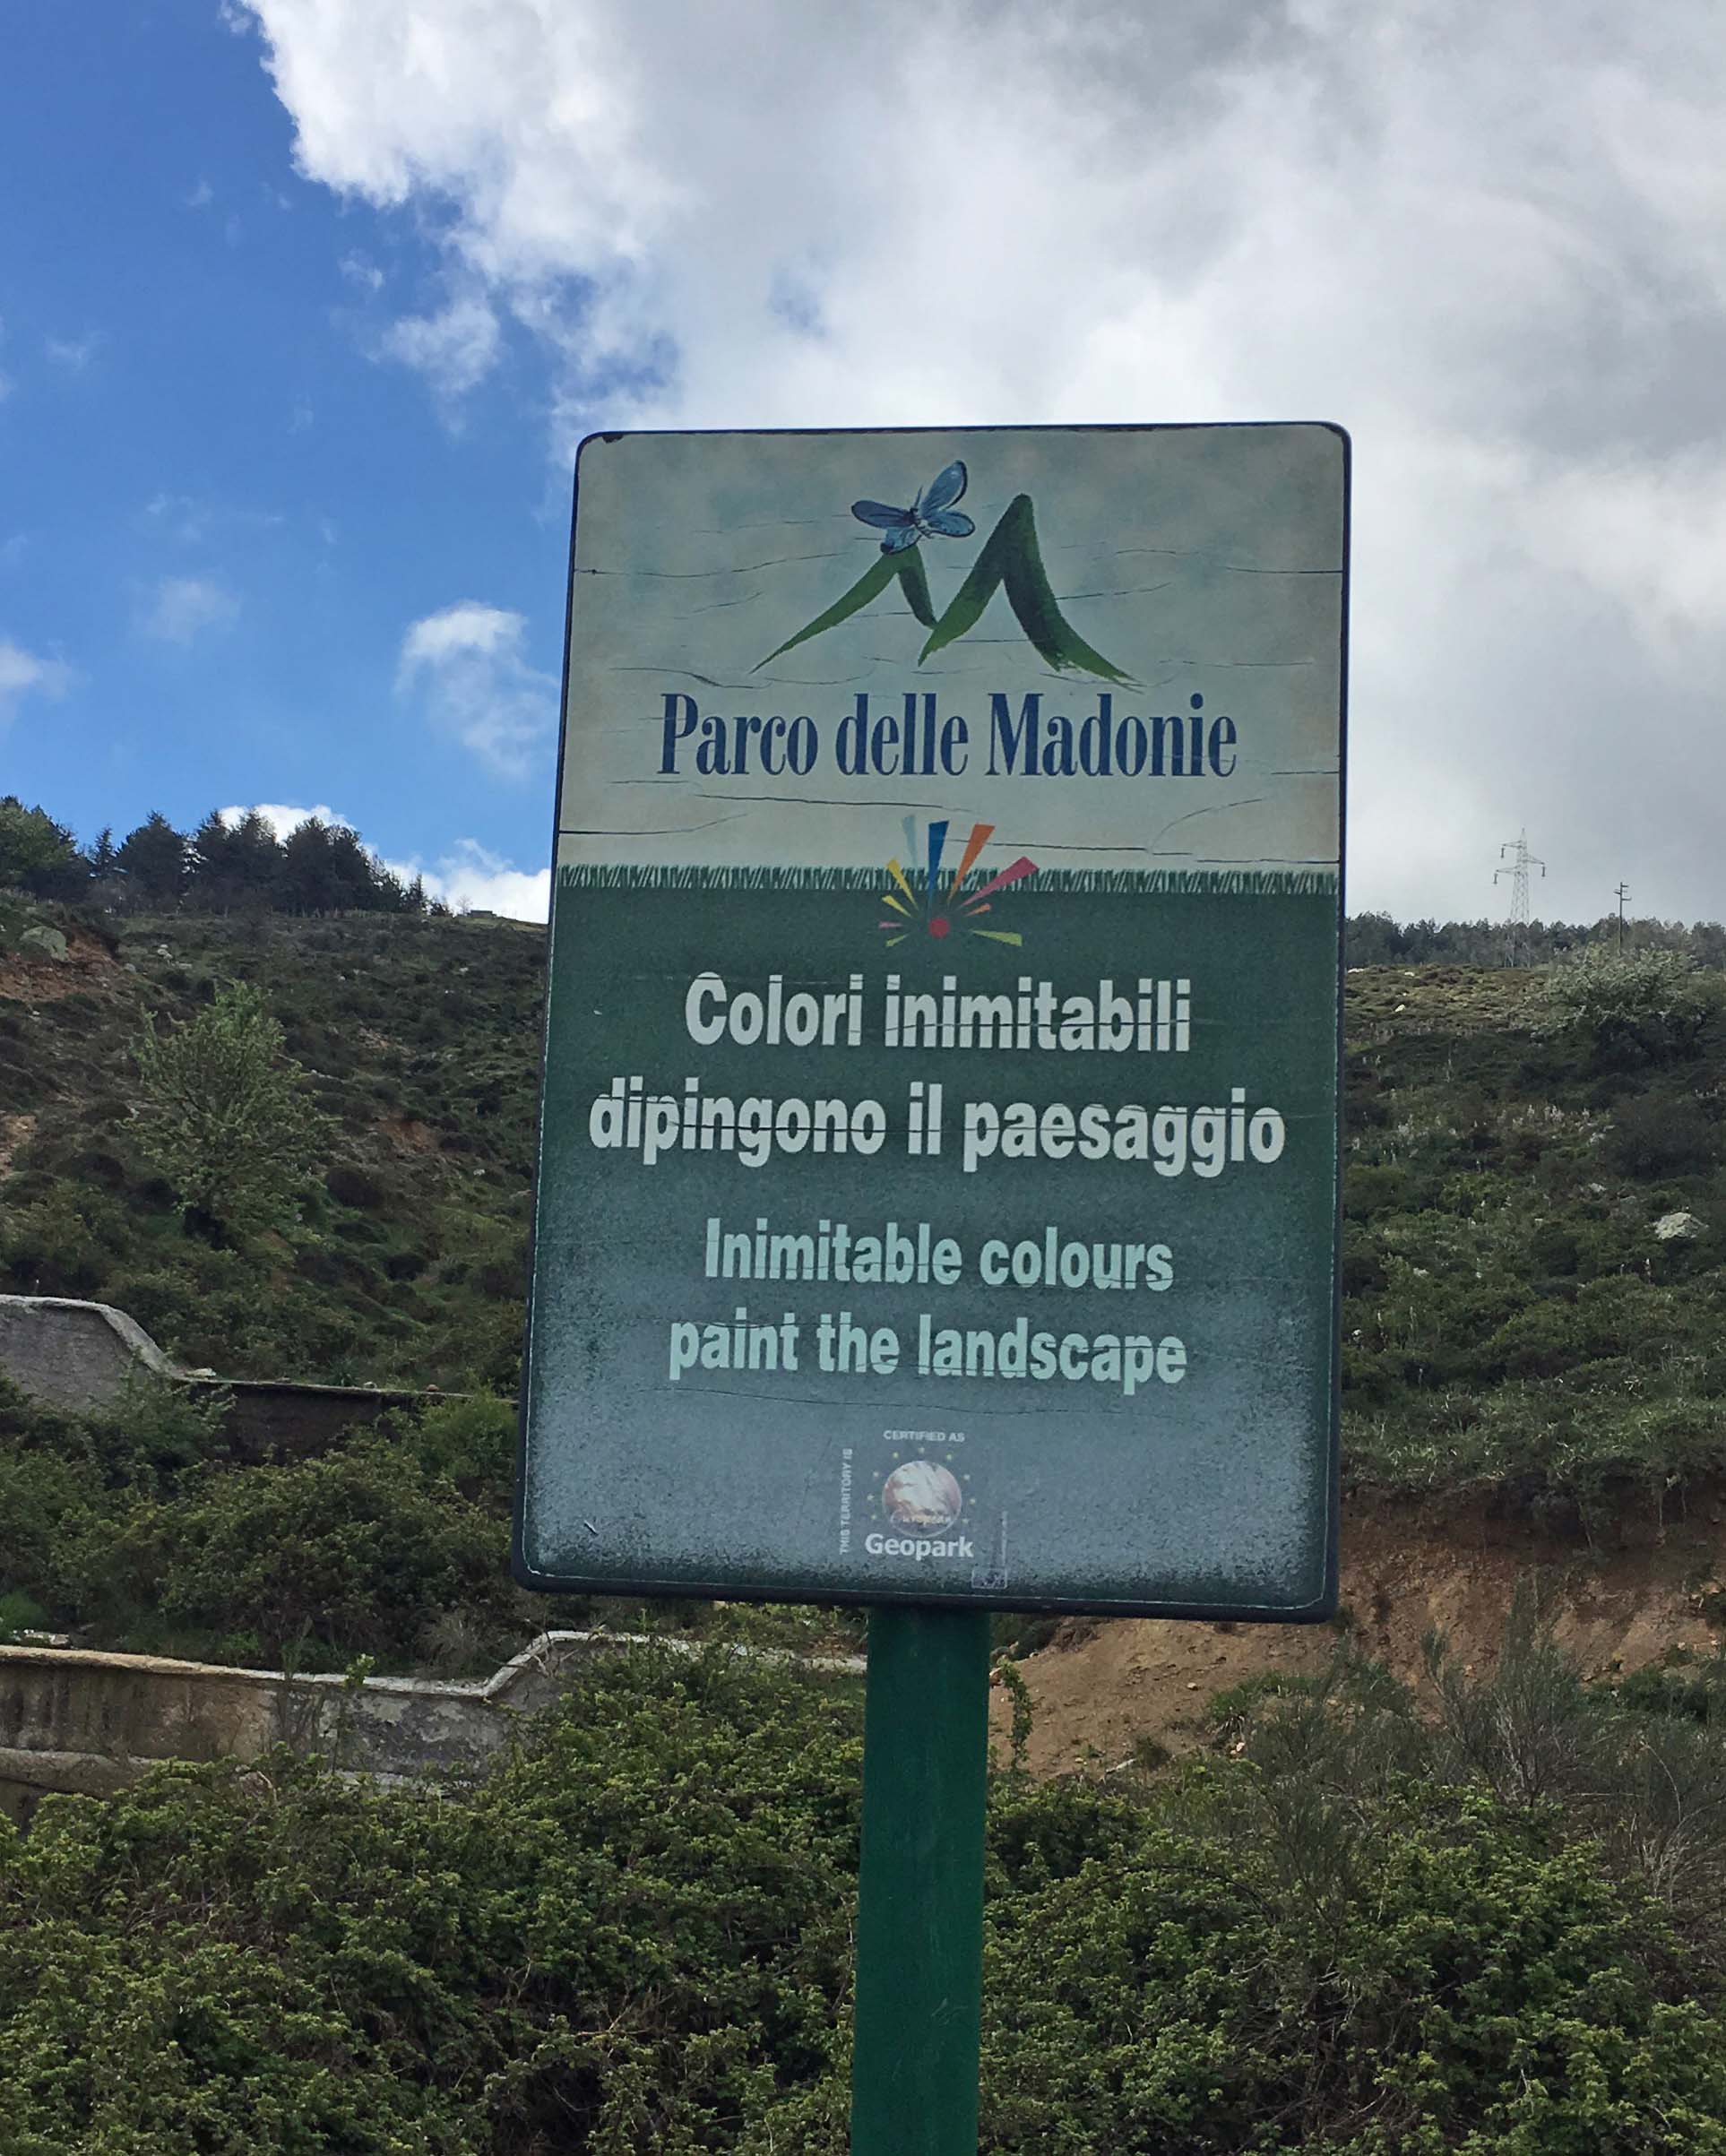 Parco delle Madonie
Colori inimitabili
dipingono il paesaggio
Inimitable colours
paint the landscape
CERTIFIED AS
THIS TERRITORY IS
European
Geopark